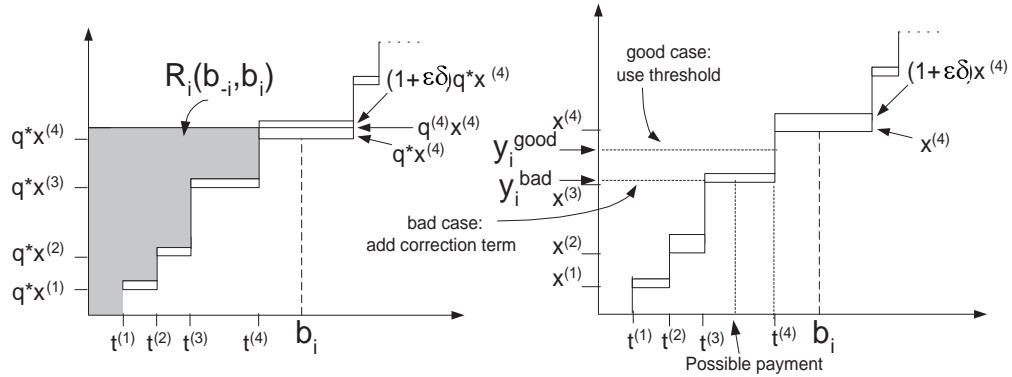 R_i(b_-i,b_i)
(1+εδ)q*x^(4)
q^(4)x^(4)
q*x^(4)
q*x^(4)
q*x^(3)
q*x^(2)
q*x^(1)
t^(1)
t^(2)
t^(3)
t^(4)
b_i
good case:
use threshold
(1+εδ)x^(4)
x^(4)
x^(4)
y_i^good
y_i^bad
x^(3)
bad case:
add correction term
x^(2)
x^(1)
t^(1)
t^(2)
t^(3)
t^(4)
b_i
Possible payment